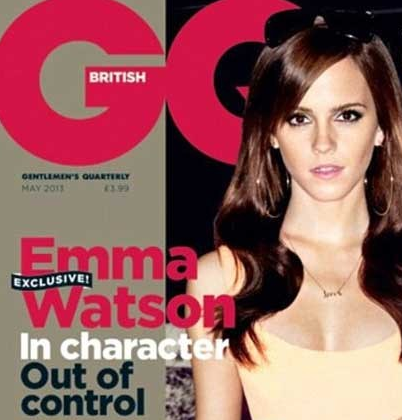 GQ
BRITISH
GENTLEMEN'S QUARTERLY
MAY 2013 £3.99
Emma
EXCLUSIVE!
Watson
In character
Out of
control